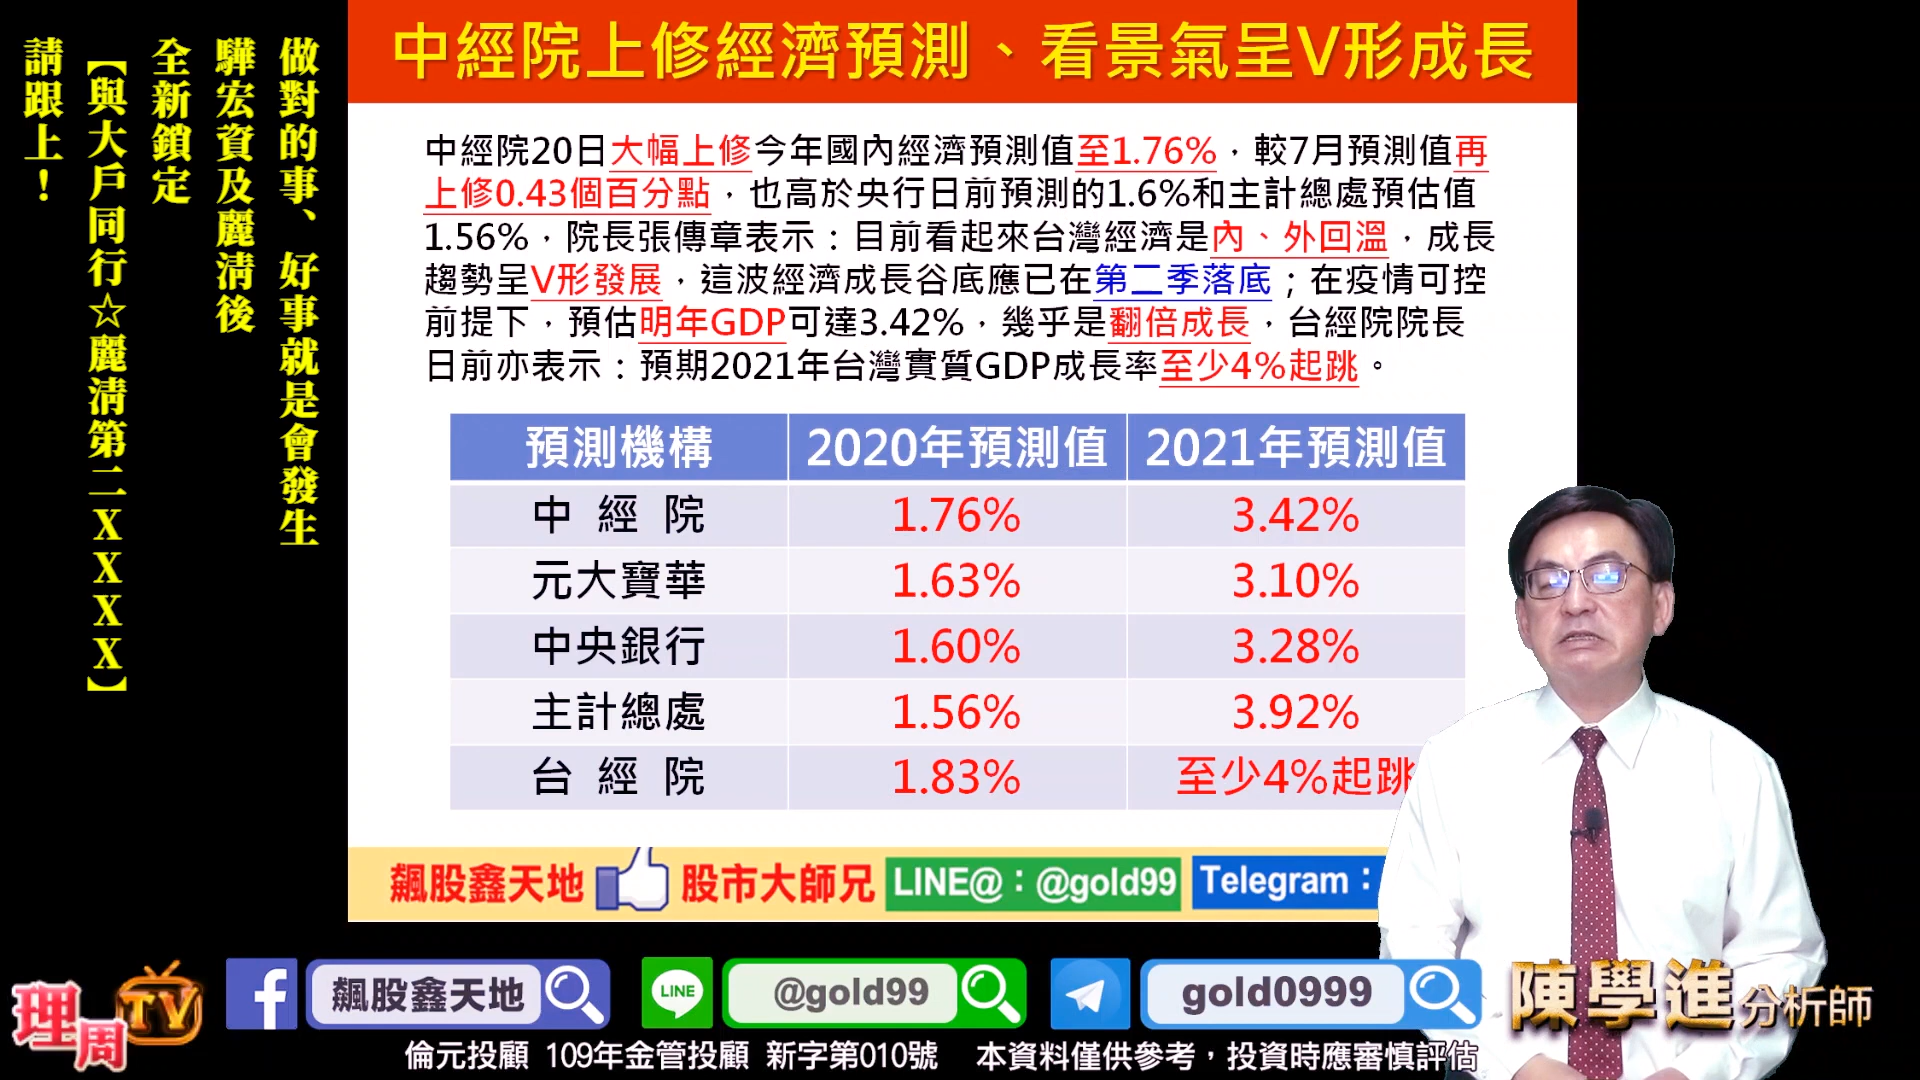 做對的事、好事就是會發生
驊宏資及麗清後
全新鎖定
【與大戶同行☆麗清第二XXXX】
請跟上！
中經院上修經濟預測、看景氣呈V形成長
中經院20日大幅上修今年國內經濟預測值至1.76%，較7月預測值再
上修0.43個百分點，也高於央行日前預測的1.6%和主計總處預估值
1.56%，院長張傳章表示：目前看起來台灣經濟是內、外回溫，成長
趨勢呈V形發展，這波經濟成長谷底應已在第二季落底；在疫情可控
前提下，預估明年GDP可達3.42%，幾乎是翻倍成長，台經院院長
日前亦表示：預期2021年台灣實質GDP成長率至少4%起跳。
預測機構 2020年預測值 2021年預測值
中經院 1.76% 3.42%
元大寶華 1.63% 3.10%
中央銀行 1.60% 3.28%
主計總處 1.56% 3.92%
台經院 1.83% 至少4%起跳
飆股鑫天地 股市大師兄 LINE@：@gold99 Telegram：
理周TV 飆股鑫天地 LINE @gold99 gold0999 陳學進分析師
倫元投顧 109年金管投顧 新字第010號 本資料僅供參考，投資時應審慎評估